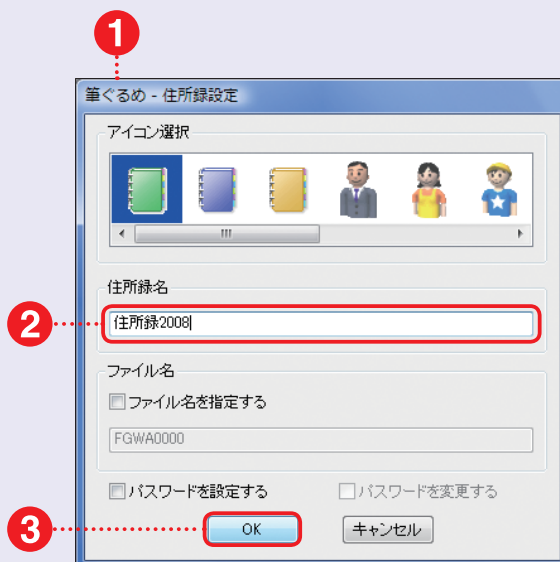 1
筆ぐるめ - 住所録設定
アイコン選択
住所録名
2
住所録2008
ファイル名
ファイル名を指定する
FGWA0000
パスワードを設定する パスワードを変更する
3
OK キャンセル